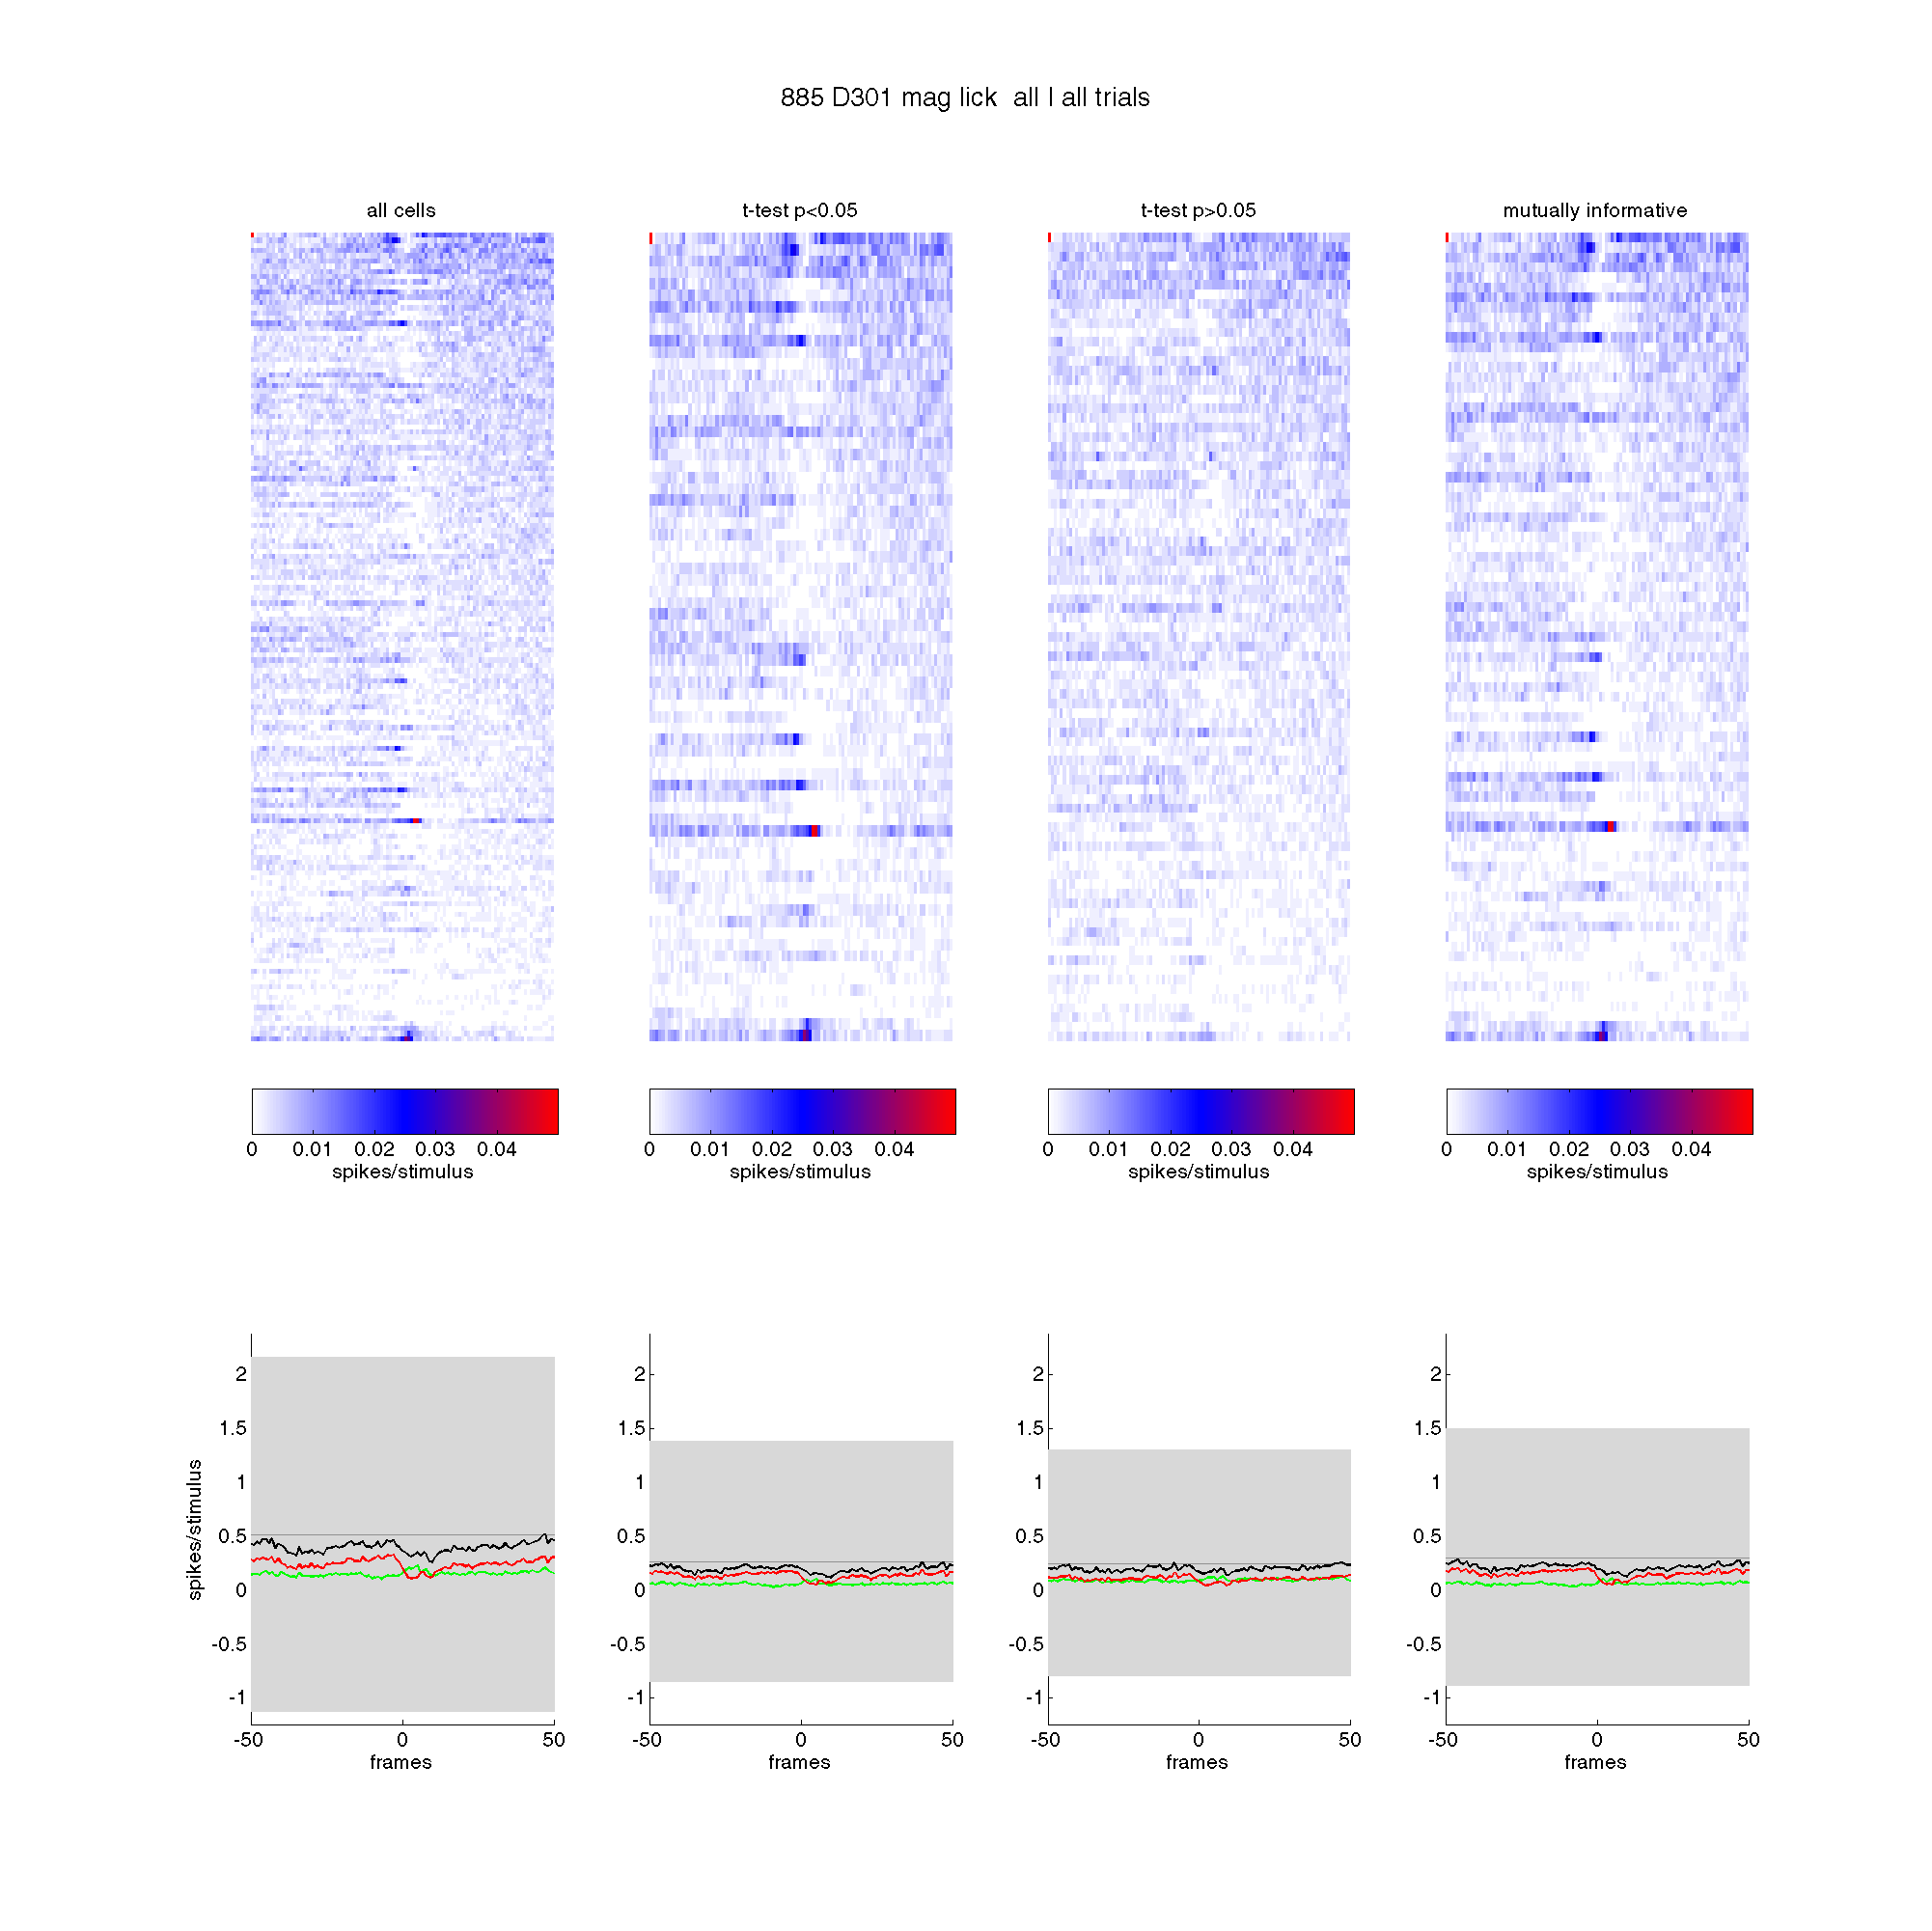 885 D301 mag lick  all l all trials
all cells
t-test p<0.05
t-test p>0.05
mutually informative
0 0.01 0.02 0.03 0.04
spikes/stimulus
0 0.01 0.02 0.03 0.04
spikes/stimulus
0 0.01 0.02 0.03 0.04
spikes/stimulus
0 0.01 0.02 0.03 0.04
spikes/stimulus
spikes/stimulus
2
1.5
1
0.5
0
-0.5
-1
-50 0 50
frames
2
1.5
1
0.5
0
-0.5
-1
-50 0 50
frames
2
1.5
1
0.5
0
-0.5
-1
-50 0 50
frames
2
1.5
1
0.5
0
-0.5
-1
-50 0 50
frames